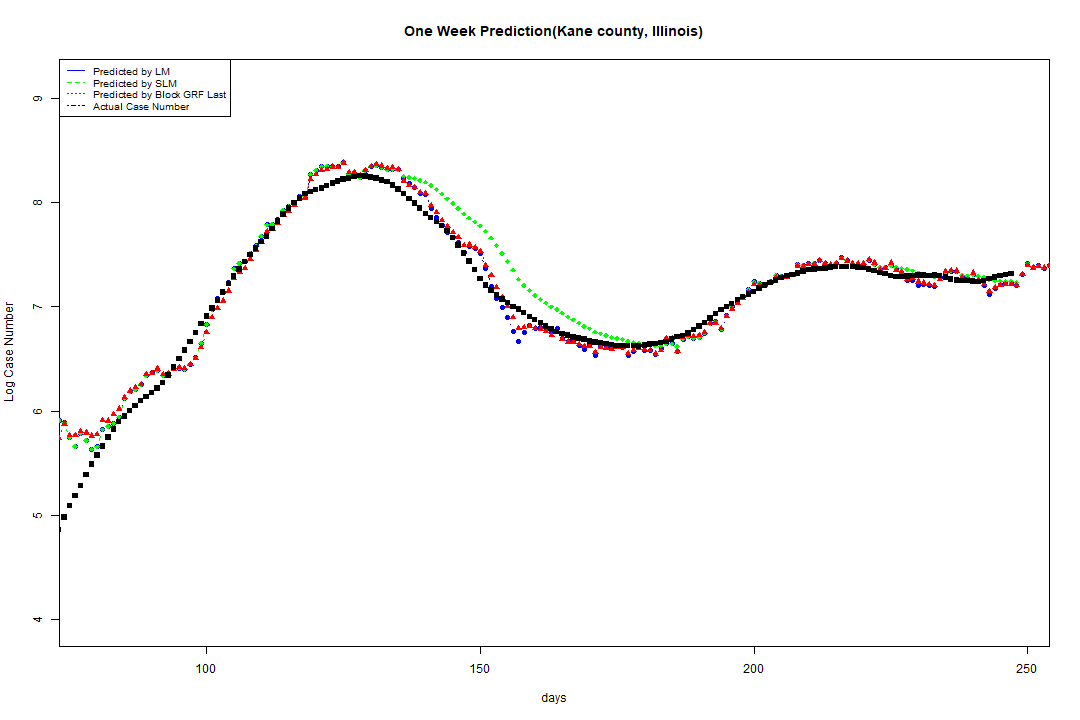 One Week Prediction(Kane county, Illinois)
Predicted by LM
Predicted by SLM
Predicted by Block GRF Last
Actual Case Number
9
8
7
6
5
4
Log Case Number
100 150 200 250
days